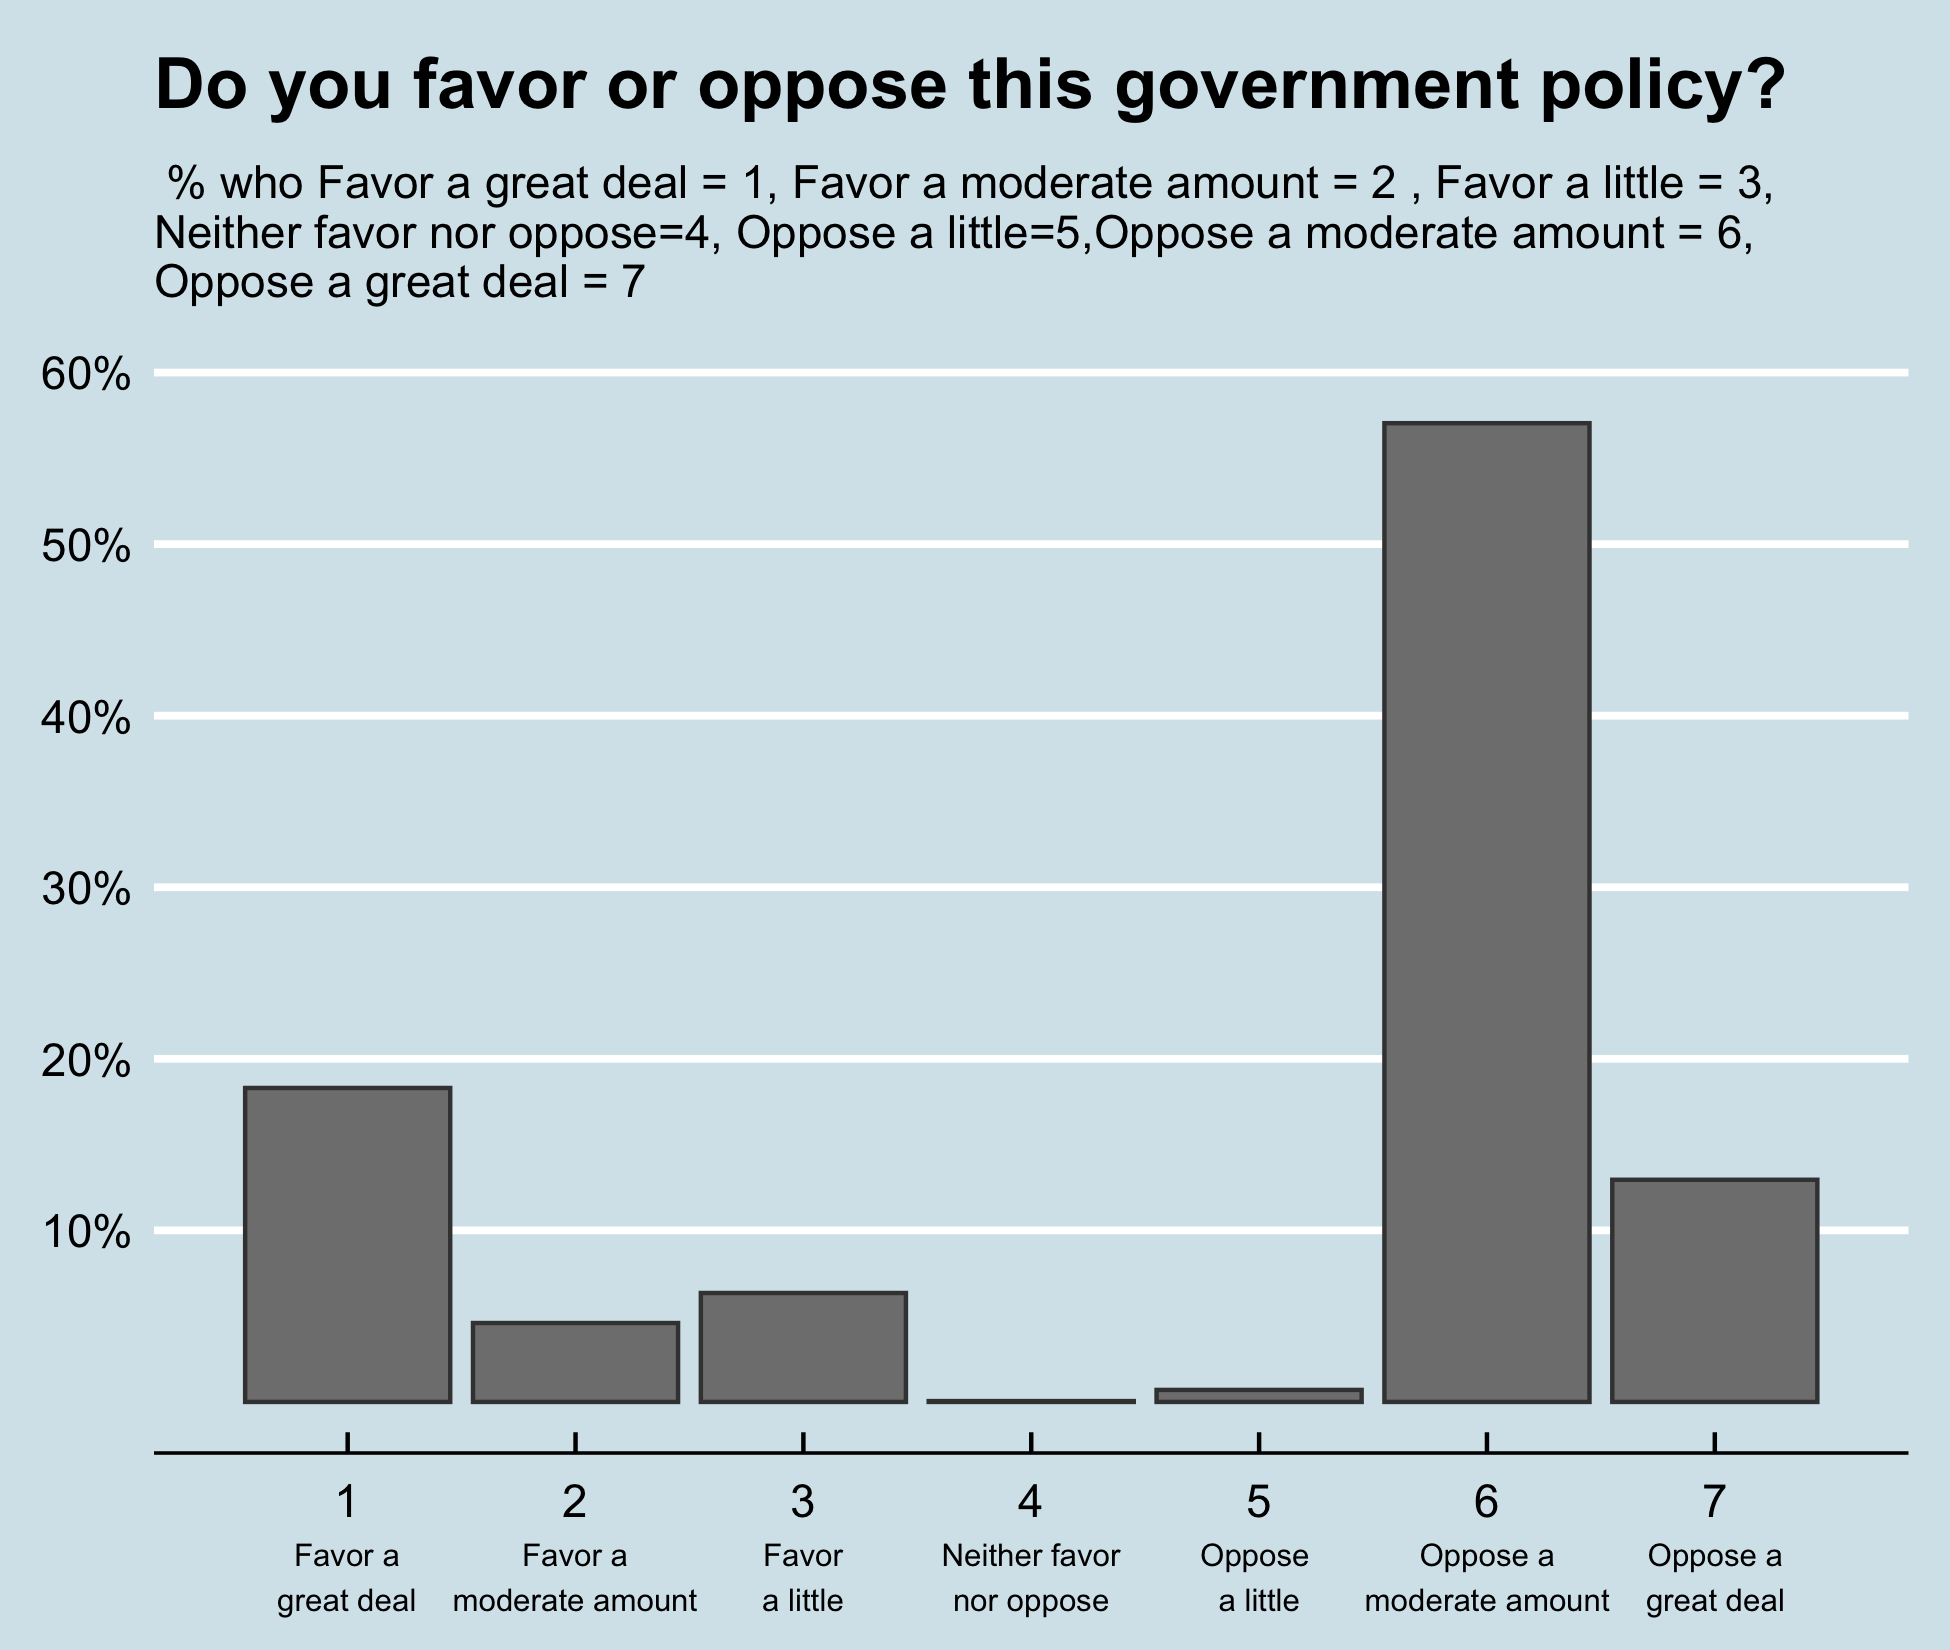 Do you favor or oppose this government policy?
% who Favor a great deal = 1, Favor a moderate amount = 2 , Favor a little = 3,
Neither favor nor oppose=4, Oppose a little=5,Oppose a moderate amount = 6,
Oppose a great deal = 7
60%
50%
40%
30%
20%
10%
1 2 3 4 5 6 7
Favor a Favor a Favor Neither favor Oppose Oppose a Oppose a
great deal moderate amount a little nor oppose a little moderate amount great deal